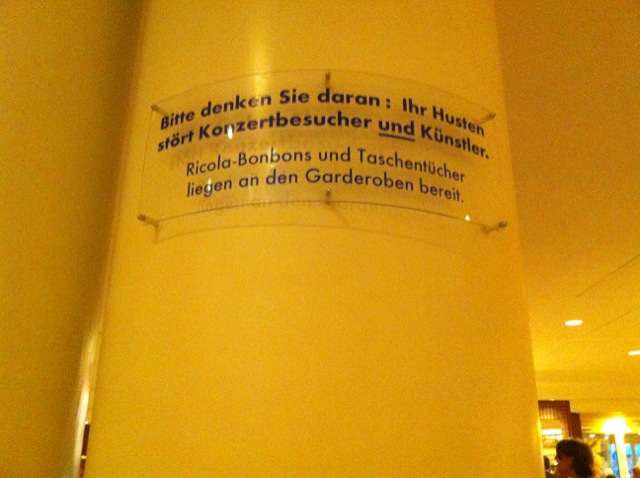 Bitte denken Sie daran: Ihr Husten
stört Konzertbesucher und Künstler.
Ricola-Bonbons und Taschentücher
liegen an den Garderoben bereit.